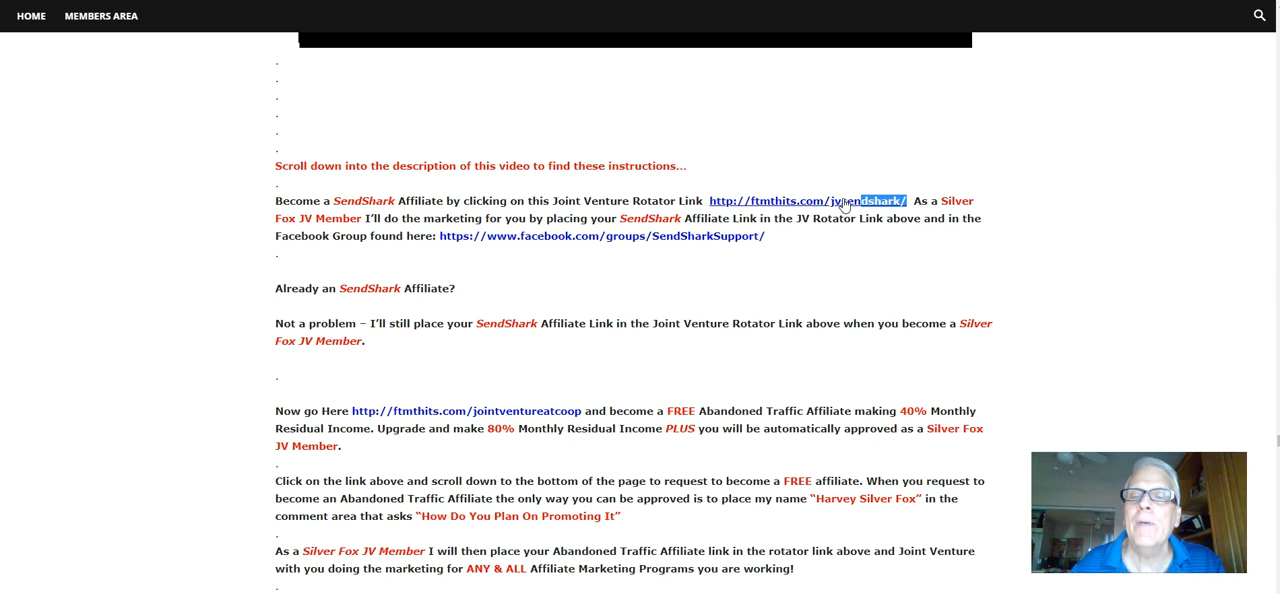 HOME MEMBERS AREA
.
.
.
.
.
.
Scroll down into the description of this video to find these instructions...
.
Become a SendShark Affiliate by clicking on this Joint Venture Rotator Link http://ftmthits.com/jvsendshark/ As a Silver
Fox JV Member I'll do the marketing for you by placing your SendShark Affiliate Link in the JV Rotator Link above and in the
Facebook Group found here: https://www.facebook.com/groups/SendSharkSupport/
.
Already an SendShark Affiliate?
Not a problem – I'll still place your SendShark Affiliate Link in the Joint Venture Rotator Link above when you become a Silver
Fox JV Member.
.
Now go Here http://ftmthits.com/jointventureatcoop and become a FREE Abandoned Traffic Affiliate making 40% Monthly
Residual Income. Upgrade and make 80% Monthly Residual Income PLUS you will be automatically approved as a Silver Fox
JV Member.
.
Click on the link above and scroll down to the bottom of the page to request to become a FREE affiliate. When you request to
become an Abandoned Traffic Affiliate the only way you can be approved is to place my name "Harvey Silver Fox" in the
comment area that asks "How Do You Plan On Promoting It"
.
As a Silver Fox JV Member I will then place your Abandoned Traffic Affiliate link in the rotator link above and Joint Venture
with you doing the marketing for ANY & ALL Affiliate Marketing Programs you are working!
.